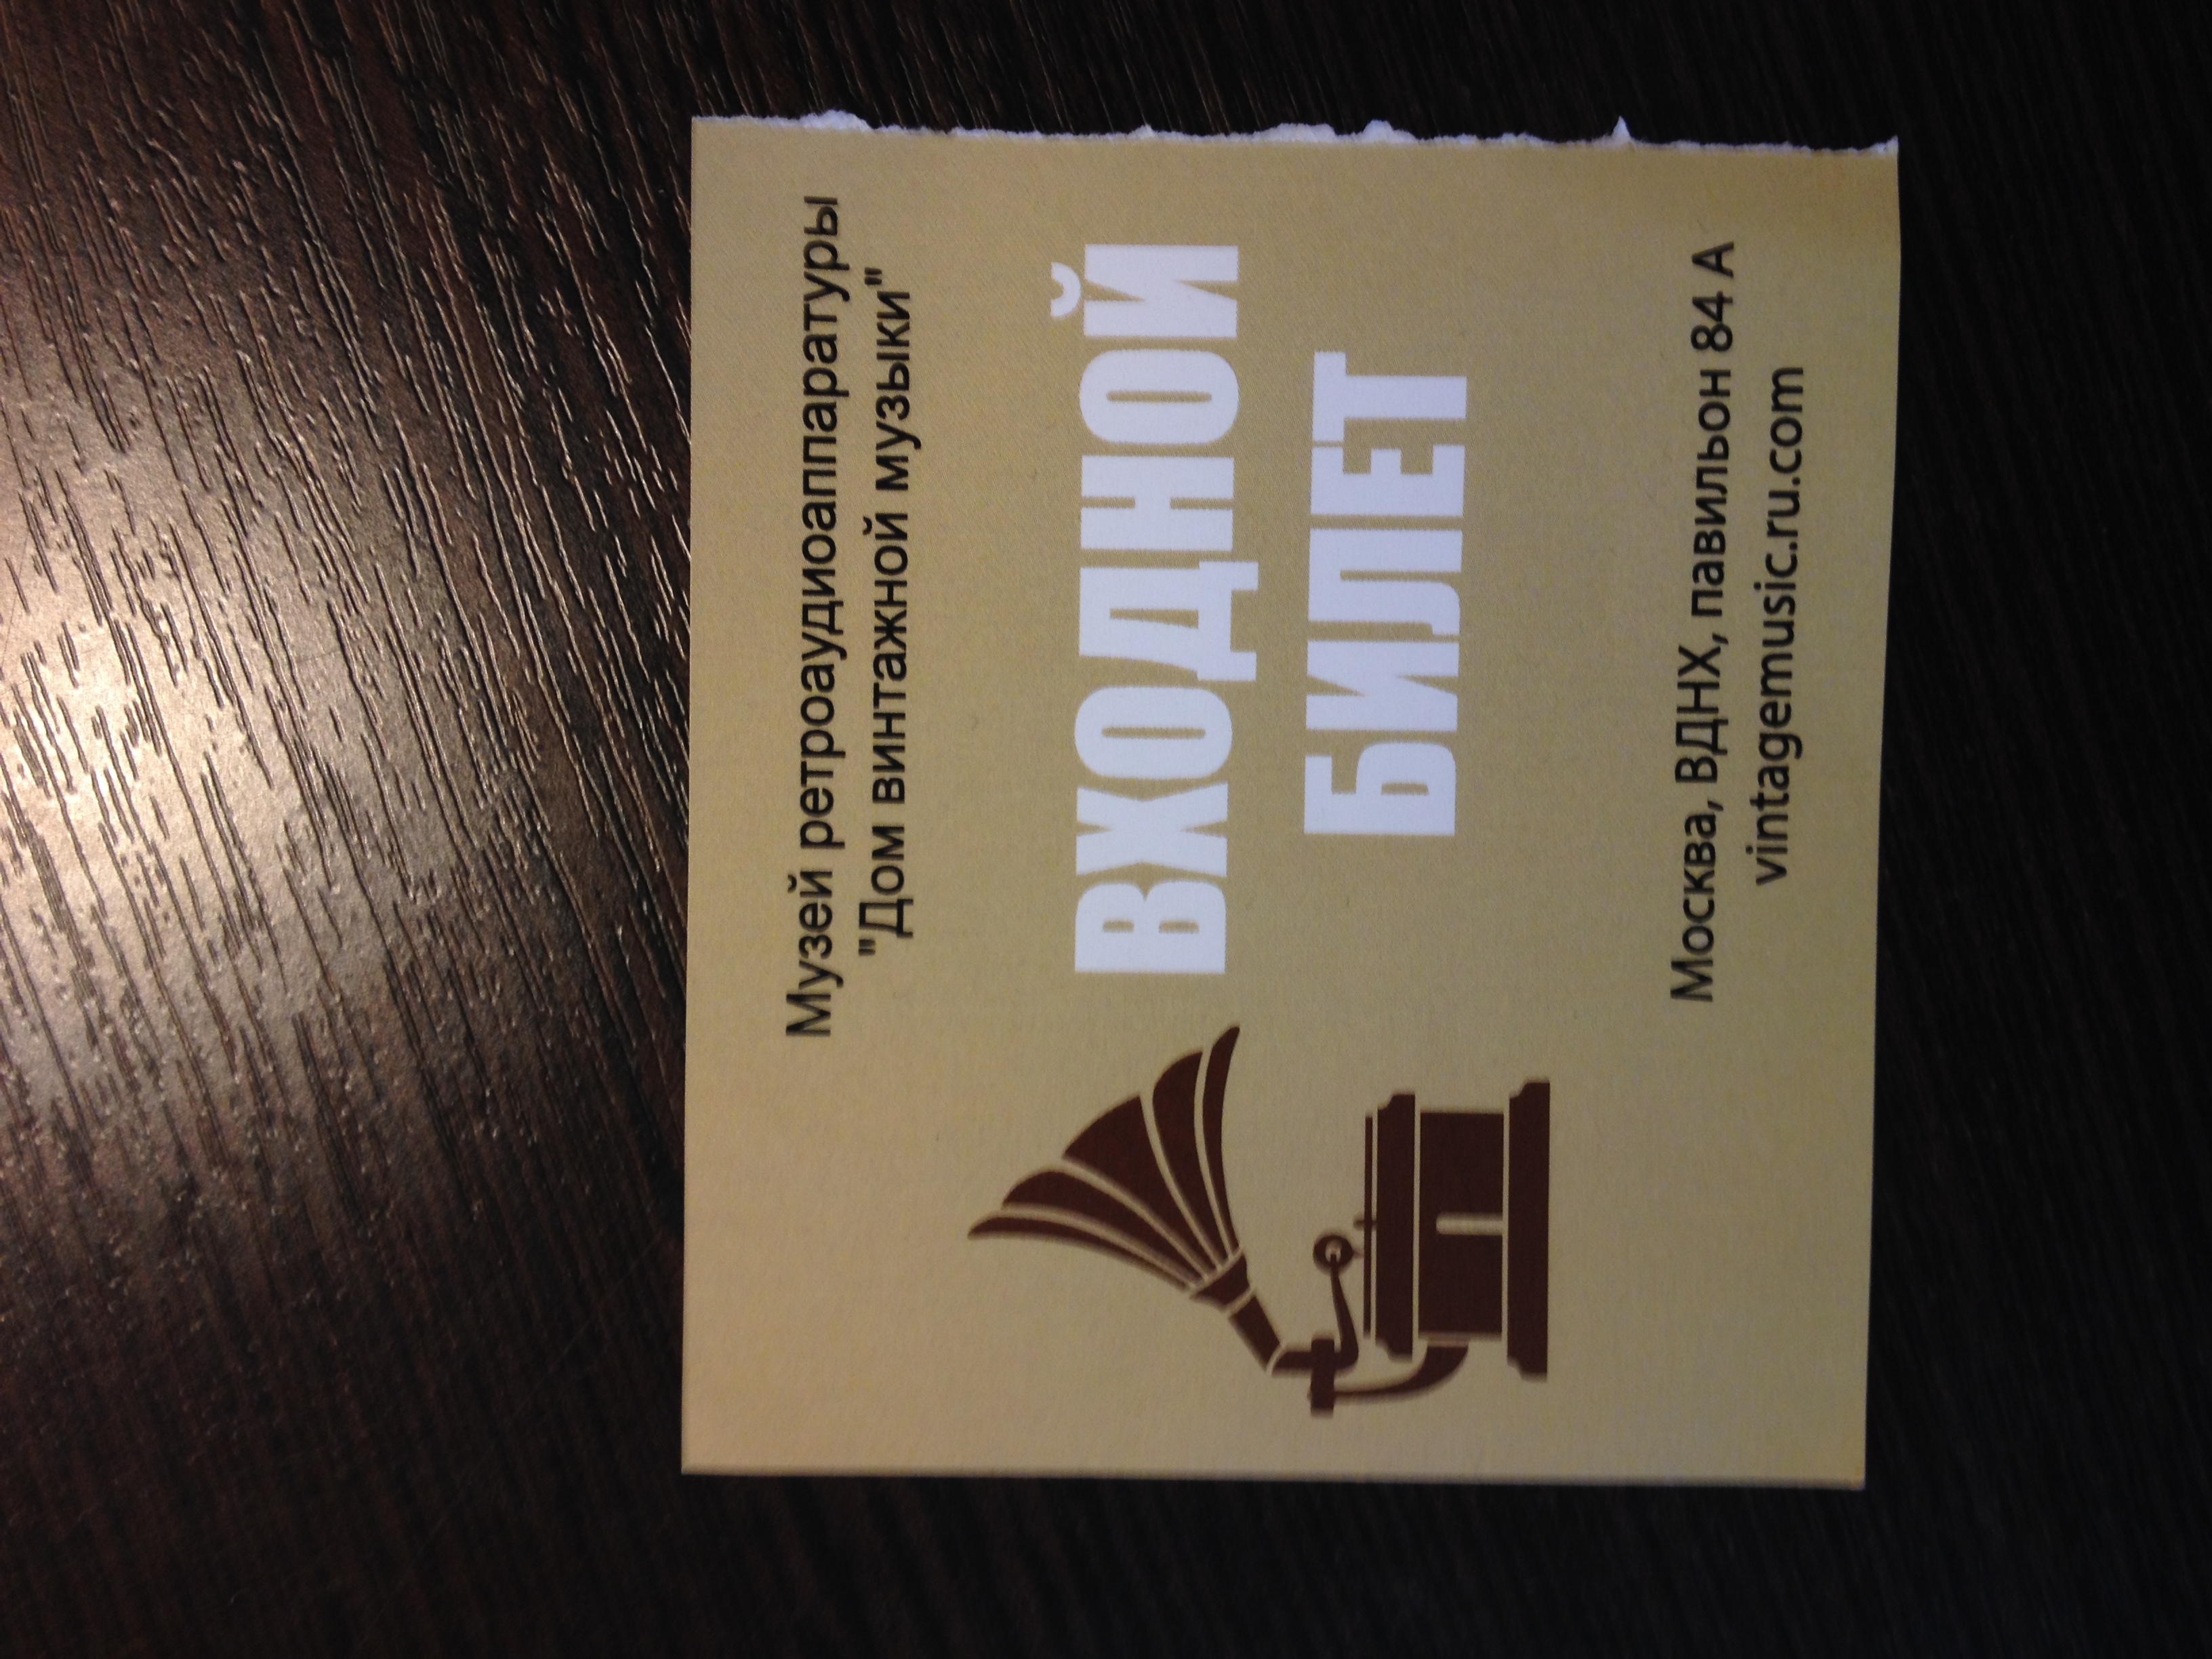 Музей ретроаудиоаппаратуры
"Дом винтажной музыки"
ВХОДНОЙ
БИЛЕТ
Москва, ВДНХ, павильон 84 А
vintagemusic.ru.com